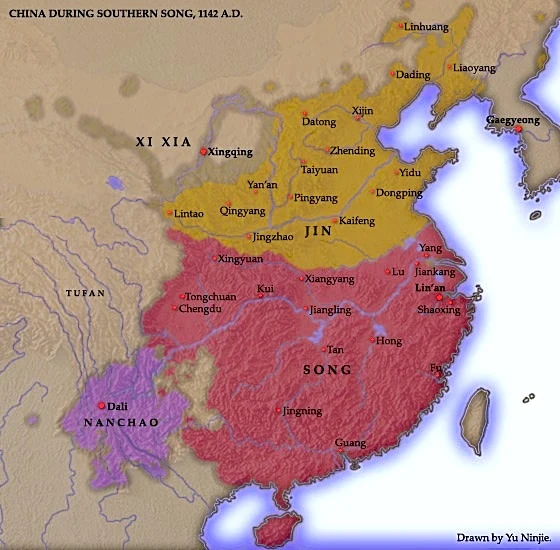 CHINA DURING SOUTHERN SONG, 1142 A.D.
Linhuang
Liaoyang
Dading
Xijin
Datong
Gaegyeong
XI XIA
Xingqing
Zhending
Taiyuan
Yidu
Yan'an
Dongping
Pingyang
Qingyang
Lintao
Kaifeng
JIN
Jingzhao
Yang
Xingyuan
Lu
Jiankang
Xiangyang
Lin'an
TUFAN
Kui
Tongchuan
Chengdu
Jiangling
Shaoxing
Hong
Tan
SONG
Fu
Dali
NANCHAO
Jingning
Guang
Drawn by Yu Ninjie.